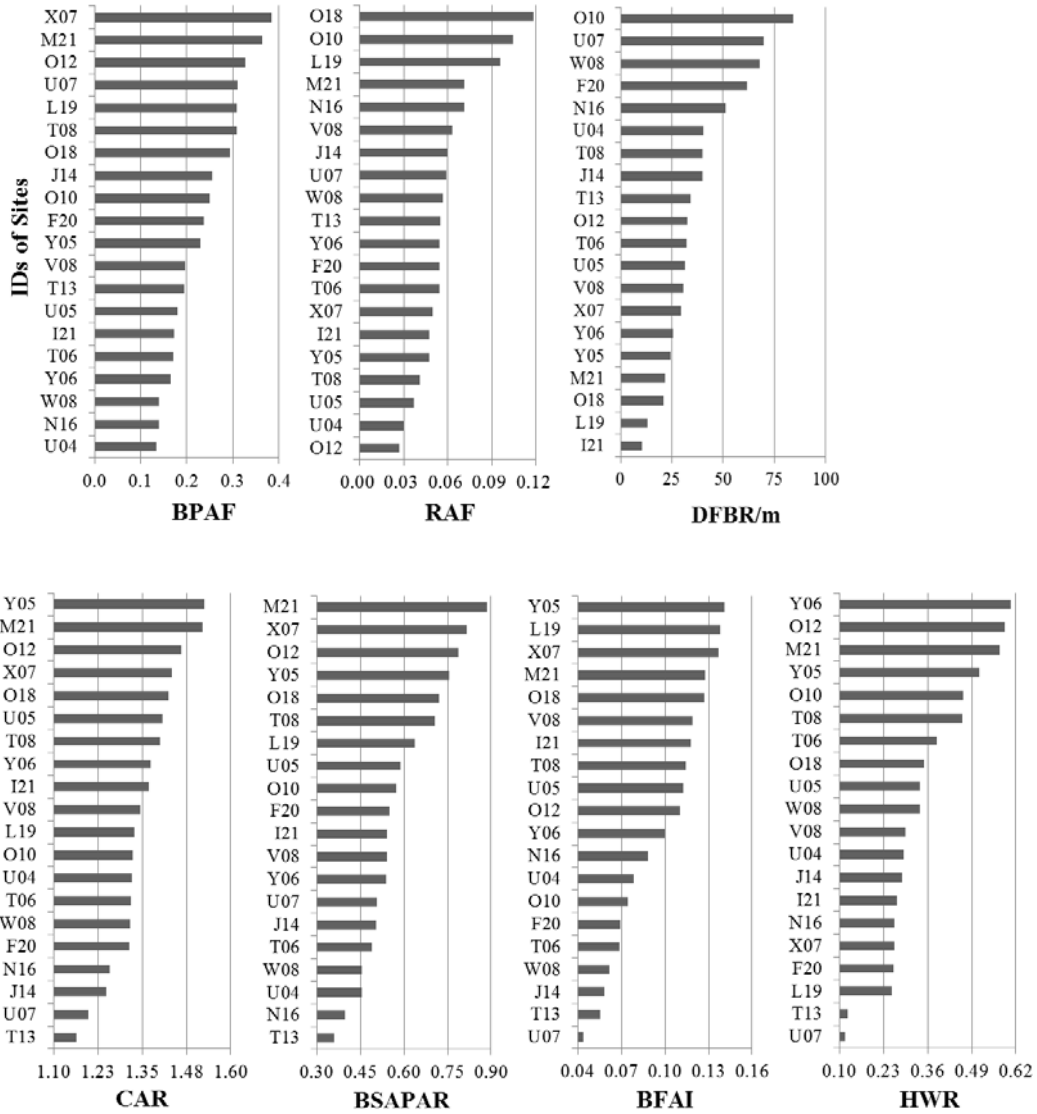 IDs of Sites
X07
M21
O12
U07
L19
T08
O18
J14
O10
F20
Y05
V08
T13
U05
I21
T06
Y06
W08
N16
U04
0.0 0.1 0.2 0.3 0.4
BPAF
O18
O10
L19
M21
N16
V08
J14
U07
W08
T13
Y06
F20
T06
X07
I21
Y05
T08
U05
U04
O12
0.00 0.03 0.06 0.09 0.12
RAF
O10
U07
W08
F20
N16
U04
T08
J14
T13
O12
T06
U05
V08
X07
Y06
Y05
M21
O18
L19
I21
0 25 50 75 100
DFBR/m
Y05
M21
O12
X07
O18
U05
T08
Y06
I21
V08
L19
O10
U04
T06
W08
F20
N16
J14
U07
T13
1.10 1.23 1.35 1.48 1.60
CAR
M21
X07
O12
Y05
O18
T08
L19
U05
O10
F20
I21
V08
Y06
U07
J14
T06
W08
U04
N16
T13
0.30 0.45 0.60 0.75 0.90
BSAPAR
Y05
L19
X07
M21
O18
V08
I21
T08
U05
O12
Y06
N16
U04
O10
F20
T06
W08
J14
T13
U07
0.04 0.07 0.10 0.13 0.16
BFAI
Y06
O12
M21
Y05
O10
T08
T06
O18
U05
W08
V08
U04
J14
I21
N16
X07
F20
L19
T13
U07
0.10 0.23 0.36 0.49 0.62
HWR